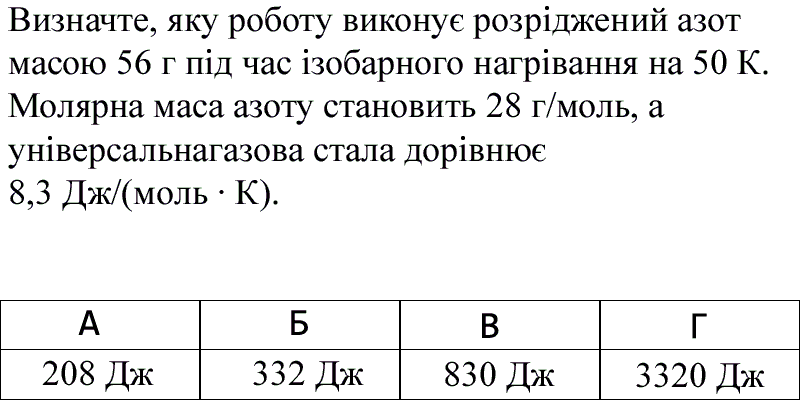 Визначте, яку роботу виконує розріджений азот
масою 56 г під час ізобарного нагрівання на 50 К.
Молярна маса азоту становить 28 г/моль, а
універсальнагазова стала дорівнює
8,3 Дж/(моль · К).
А Б В Г
208 Дж 332 Дж 830 Дж 3320 Дж